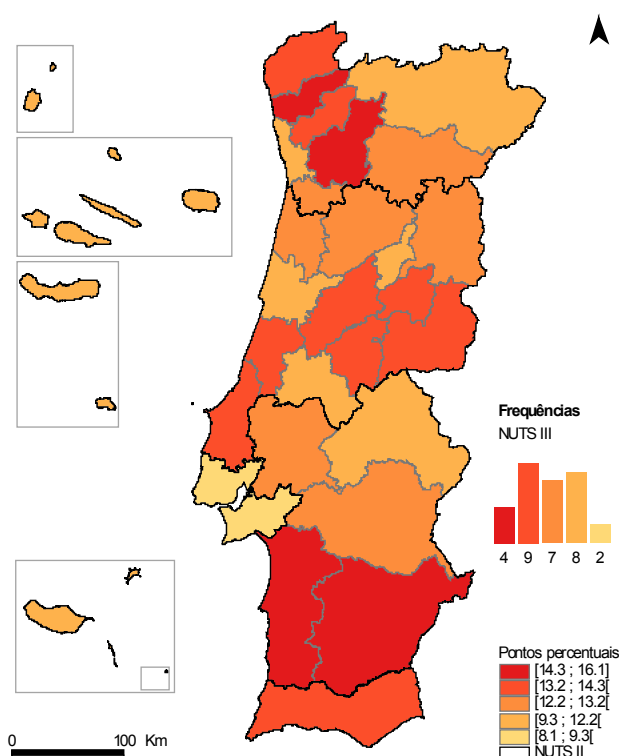 Frequências
NUTS III
4 9 7 8 2
Pontos percentuais
[14.3 ; 16.1]
[13.2 ; 14.3[
[12.2 ; 13.2[
[9.3 ; 12.2[
[8.1 ; 9.3[
NUTS II
0 100 Km